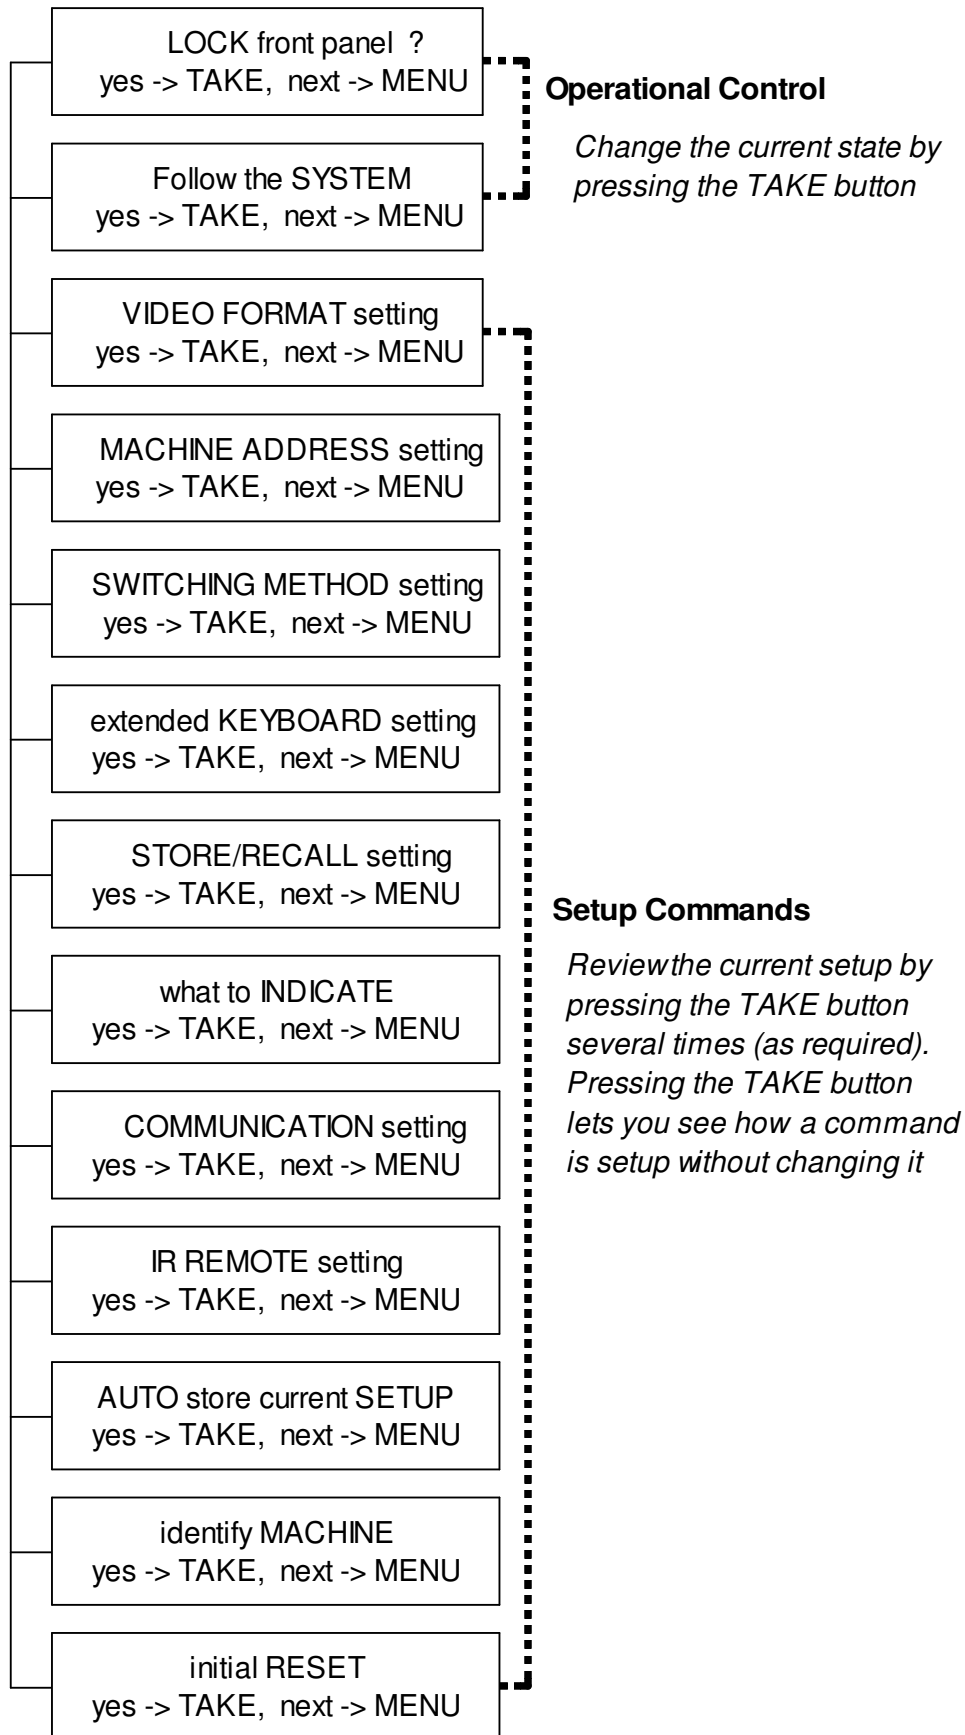 LOCK front panel ?
yes -> TAKE, next -> MENU
Operational Control
Change the current state by
pressing the TAKE button
Follow the SYSTEM
yes -> TAKE, next -> MENU
VIDEO FORMAT setting
yes -> TAKE, next -> MENU
MACHINE ADDRESS setting
yes -> TAKE, next -> MENU
SWITCHING METHOD setting
yes -> TAKE, next -> MENU
extended KEYBOARD setting
yes -> TAKE, next -> MENU
STORE/RECALL setting
yes -> TAKE, next -> MENU
Setup Commands
Review the current setup by
pressing the TAKE button
several times (as required).
Pressing the TAKE button
lets you see how a command
is setup without changing it
what to INDICATE
yes -> TAKE, next -> MENU
COMMUNICATION setting
yes -> TAKE, next -> MENU
IR REMOTE setting
yes -> TAKE, next -> MENU
AUTO store current SETUP
yes -> TAKE, next -> MENU
identify MACHINE
yes -> TAKE, next -> MENU
initial RESET
yes -> TAKE, next -> MENU